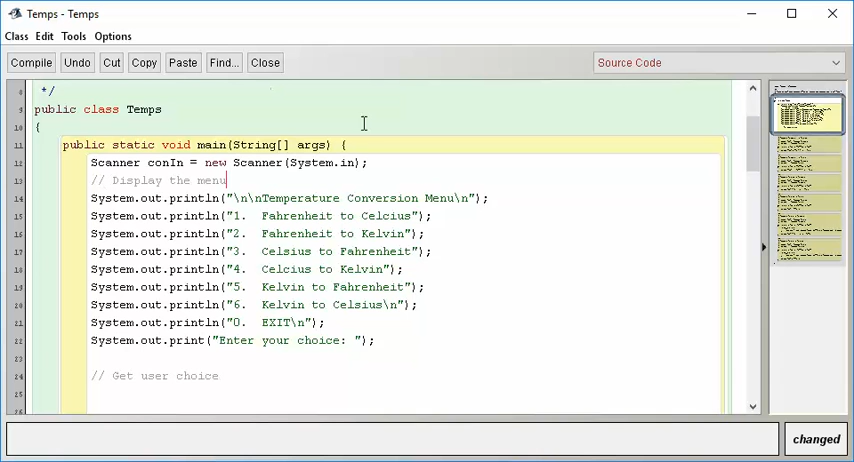 Temps - Temps
Class Edit Tools Options
Compile Undo Cut Copy Paste Find... Close Source Code
8 */
9 public class Temps
10 {
11 public static void main(String[] args) {
12 Scanner conIn = new Scanner(System.in);
13 // Display the menu
14 System.out.println("\n\nTemperature Conversion Menu\n");
15 System.out.println("1.  Fahrenheit to Celcius");
16 System.out.println("2.  Fahrenheit to Kelvin");
17 System.out.println("3.  Celsius to Fahrenheit");
18 System.out.println("4.  Celcius to Kelvin");
19 System.out.println("5.  Kelvin to Fahrenheit");
20 System.out.println("6.  Kelvin to Celsius\n");
21 System.out.println("0.  EXIT\n");
22 System.out.print("Enter your choice: ");
23
24 // Get user choice
25
changed